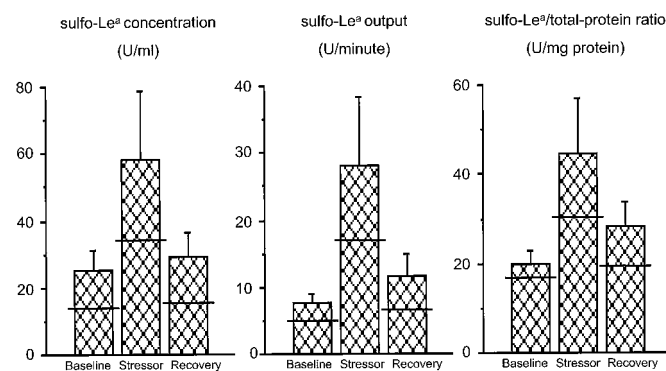 sulfo-Leᵃ concentration
(U/ml)
80
60
40
20
0
Baseline Stressor Recovery
sulfo-Leᵃ output
(U/minute)
40
30
20
10
0
Baseline Stressor Recovery
sulfo-Leᵃ/total-protein ratio
(U/mg protein)
60
40
20
0
Baseline Stressor Recovery